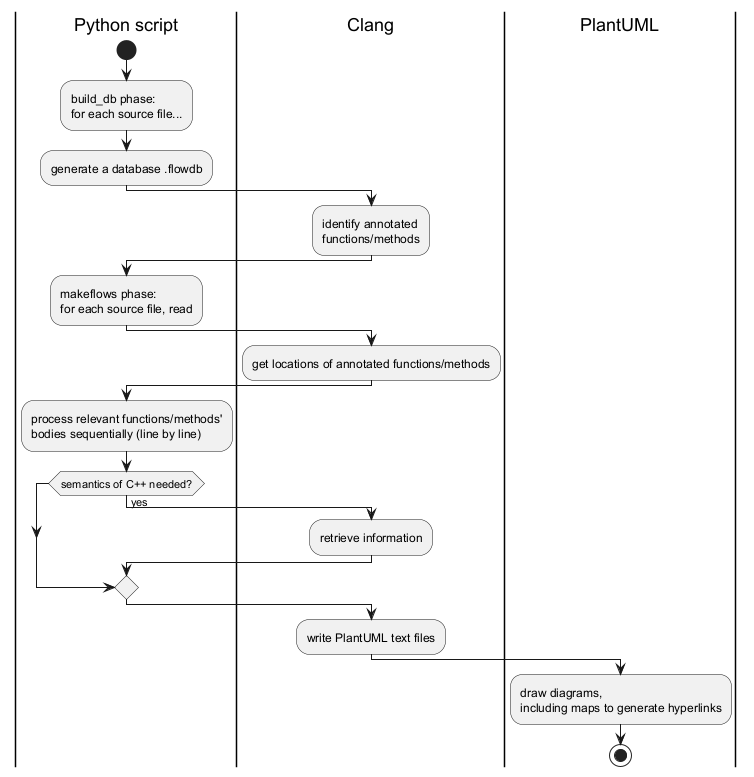 Python script
Clang
PlantUML
build_db phase:
for each source file...
generate a database .flowdb
identify annotated
functions/methods
makeflows phase:
for each source file, read
get locations of annotated functions/methods
process relevant functions/methods'
bodies sequentially (line by line)
semantics of C++ needed?
yes
retrieve information
write PlantUML text files
draw diagrams,
including maps to generate hyperlinks